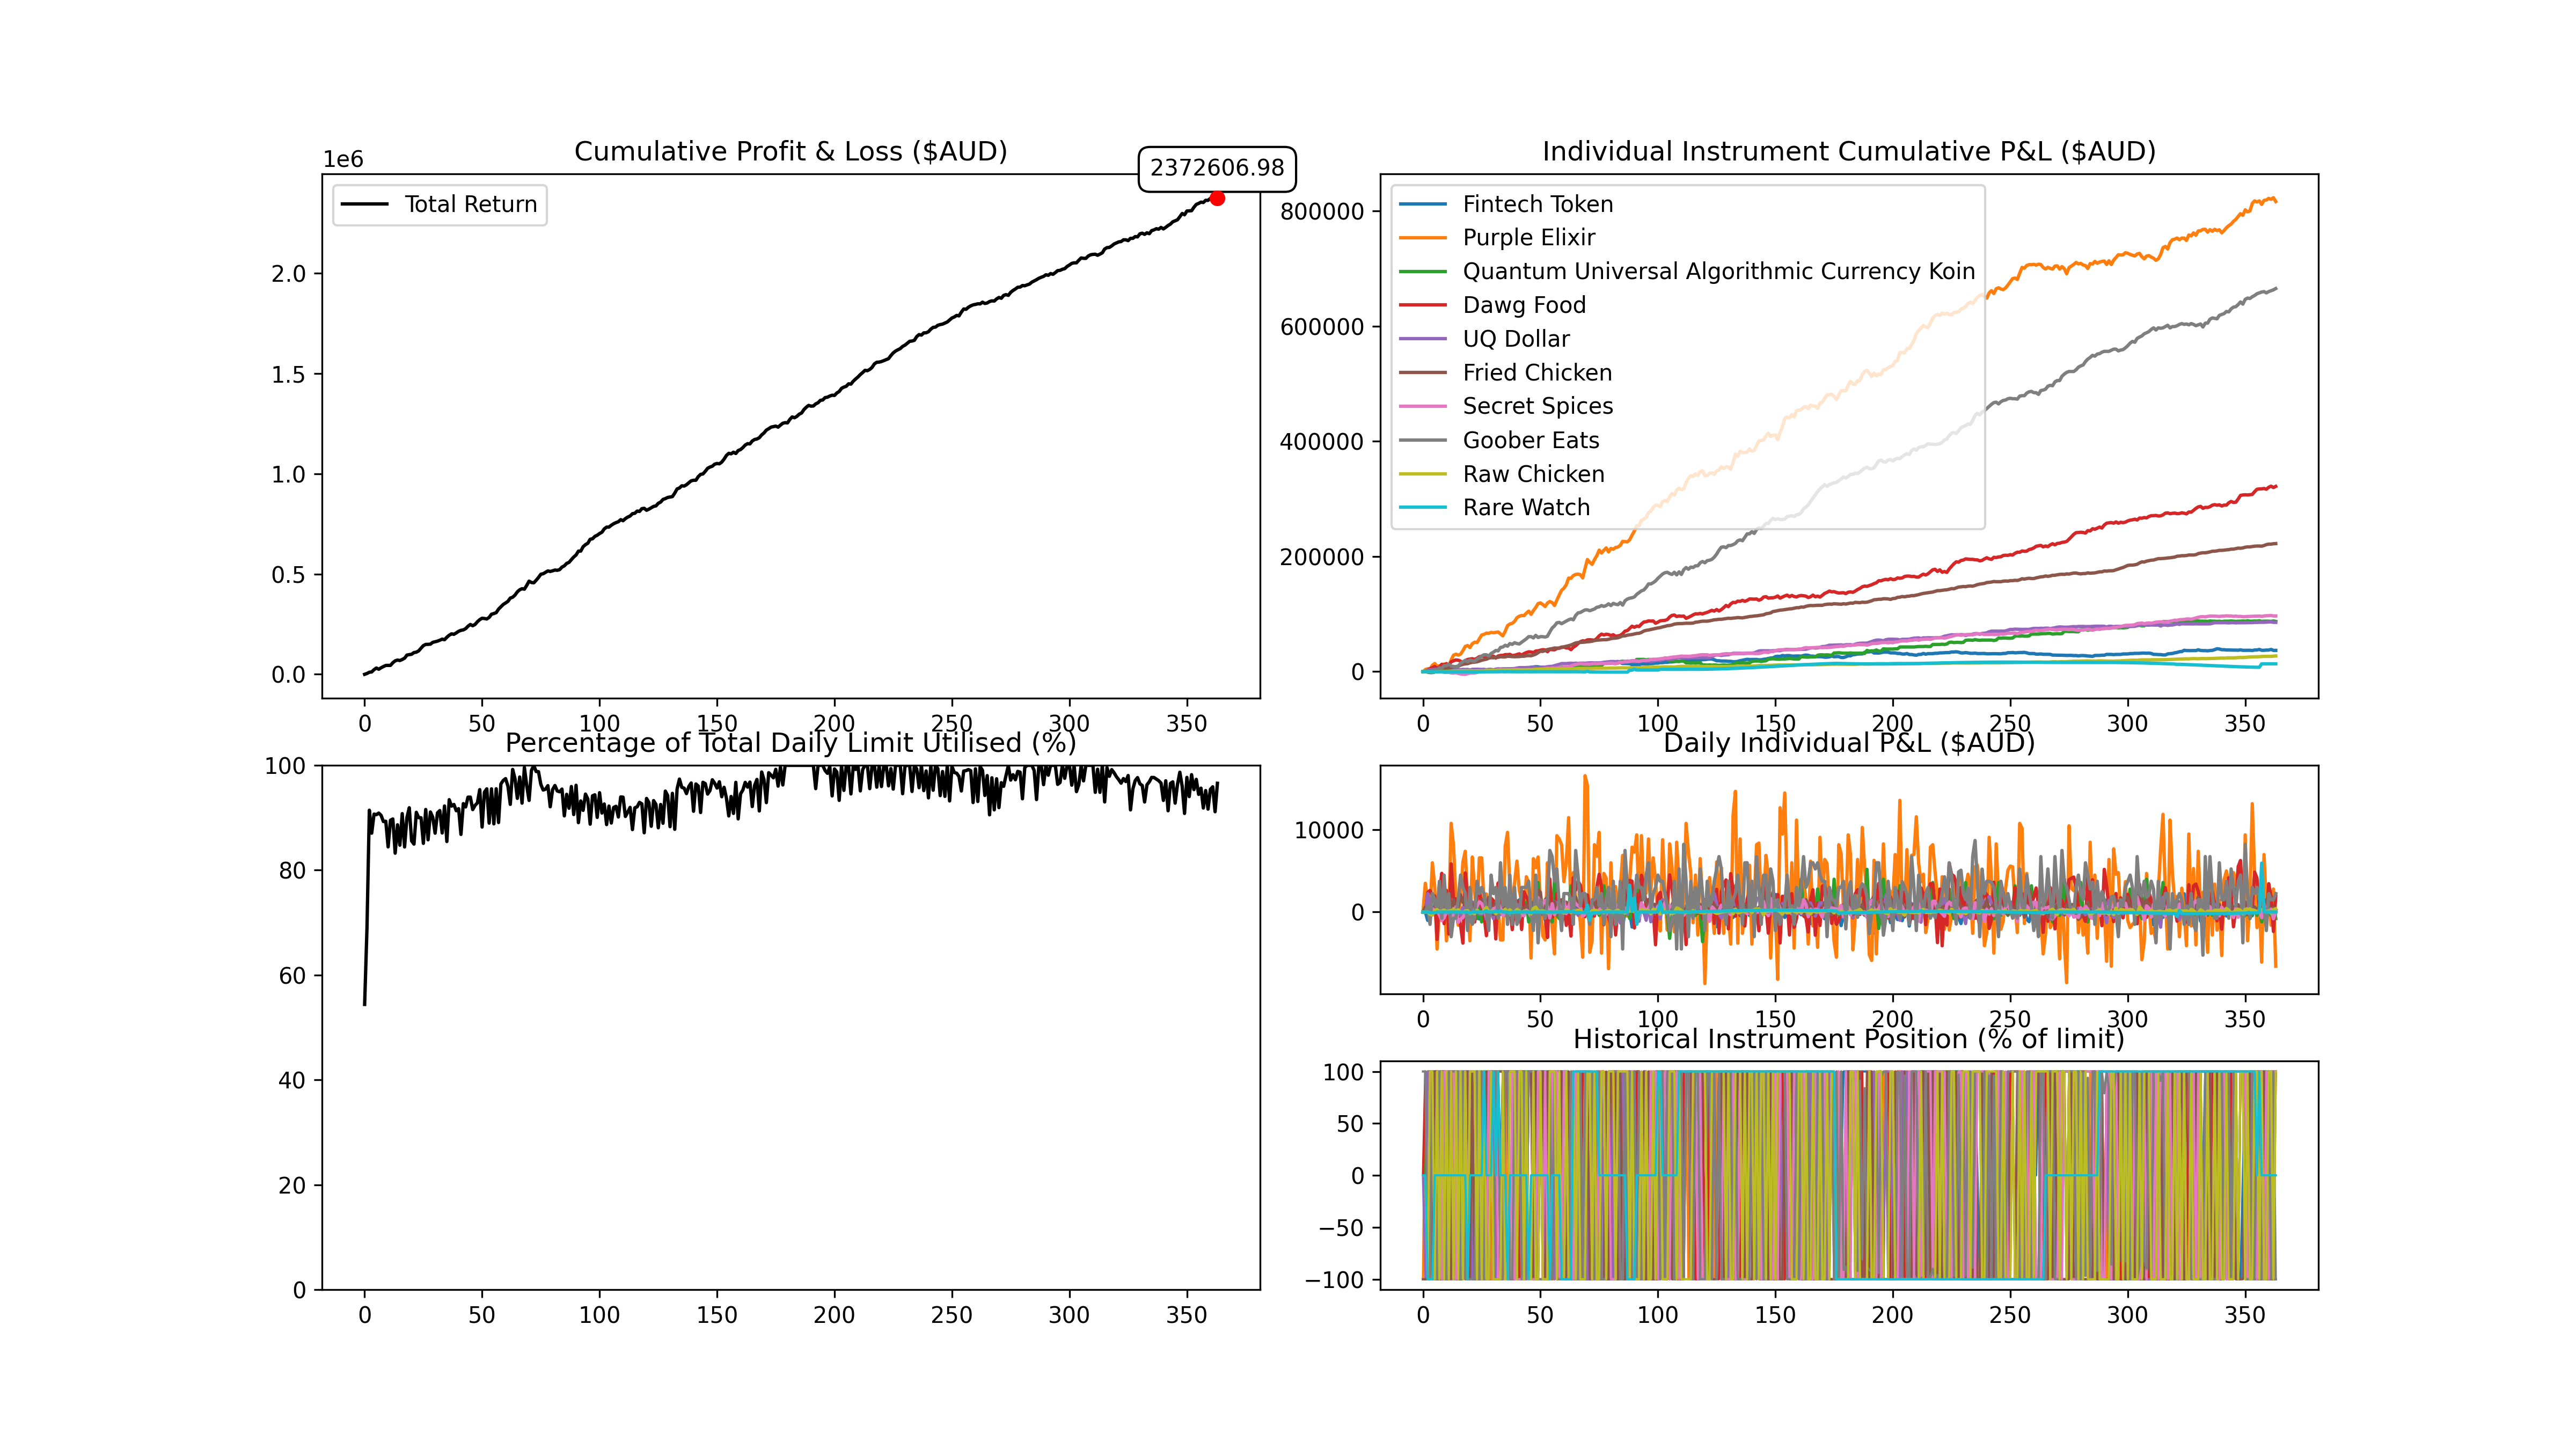 Cumulative Profit & Loss ($AUD)
1e6
2372606.98
Total Return
2.0
1.5
1.0
0.5
0.0
0 50 100 150 200 250 300 350
Individual Instrument Cumulative P&L ($AUD)
Fintech Token
Purple Elixir
Quantum Universal Algorithmic Currency Koin
Dawg Food
UQ Dollar
Fried Chicken
Secret Spices
Goober Eats
Raw Chicken
Rare Watch
800000
600000
400000
200000
0
0 50 100 150 200 250 300 350
Percentage of Total Daily Limit Utilised (%)
100
80
60
40
20
0
0 50 100 150 200 250 300 350
Daily Individual P&L ($AUD)
10000
0
0 50 100 150 200 250 300 350
Historical Instrument Position (% of limit)
100
50
0
−50
−100
0 50 100 150 200 250 300 350